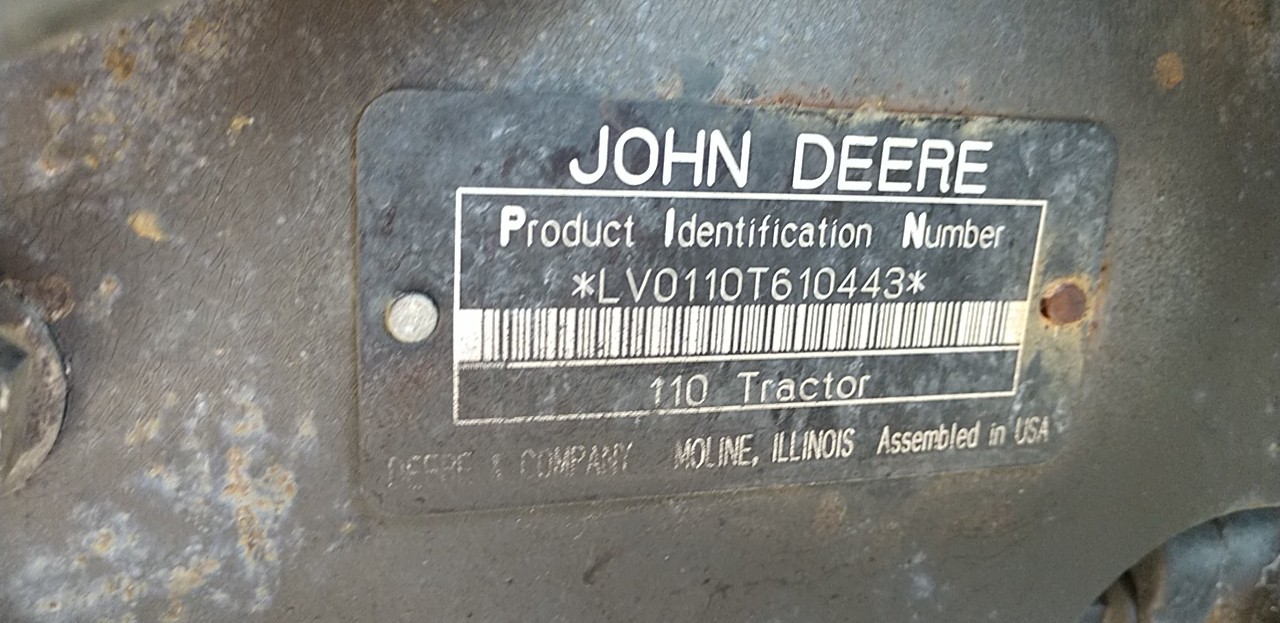 JOHN DEERE
Product Identification Number
*LV0110T610443*
110 Tractor
DEERE & COMPANY MOLINE, ILLINOIS Assembled in USA